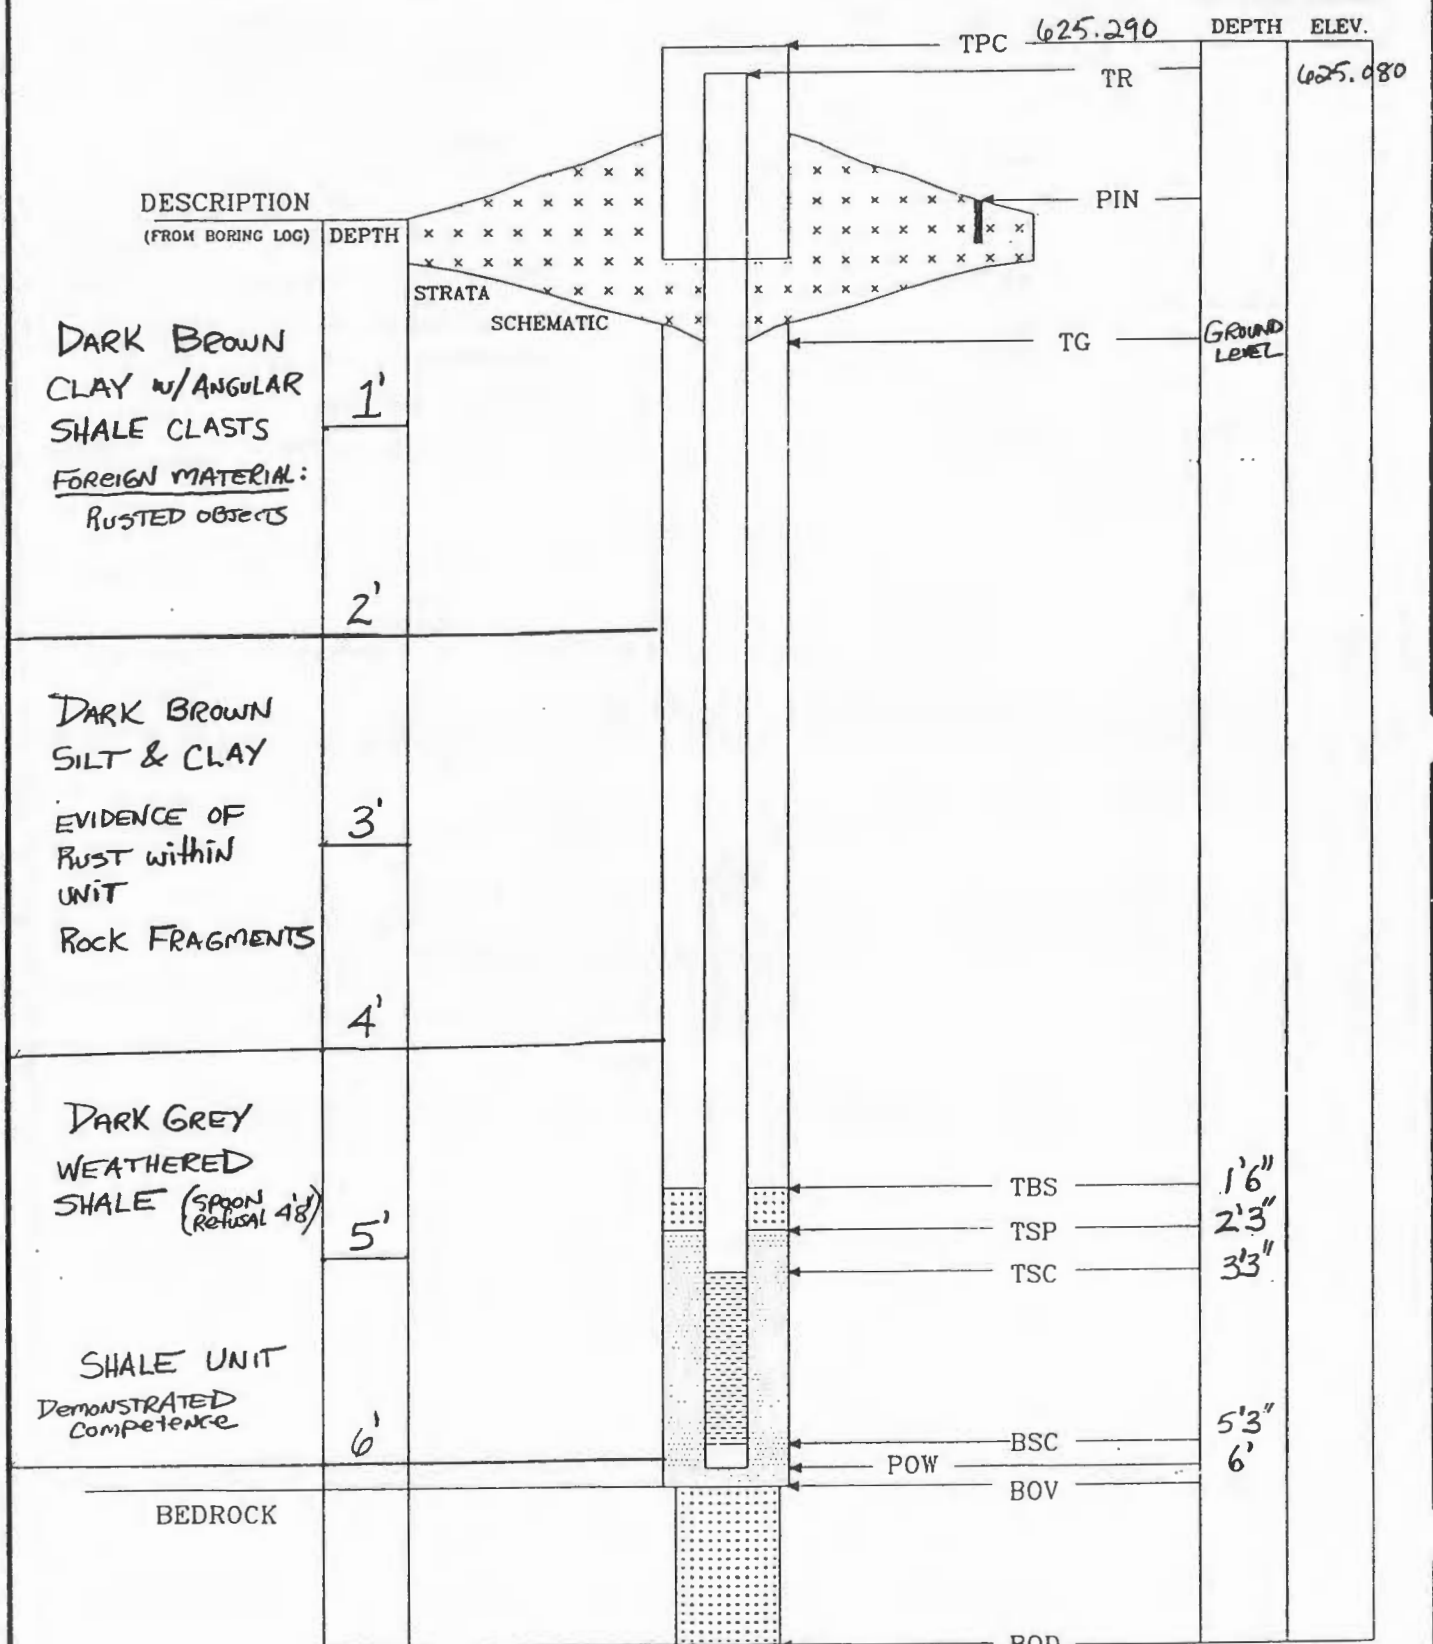 TPC 625.290 DEPTH ELEV.
TR 625.080
PIN
DESCRIPTION
(FROM BORING LOG) DEPTH
STRATA
SCHEMATIC
TG GROUND
LEVEL
DARK BROWN
CLAY W/ANGULAR 1'
SHALE CLASTS
FOREIGN MATERIAL:
RUSTED OBJECTS
2'
DARK BROWN
SILT & CLAY
EVIDENCE OF 3'
RUST within
UNIT
ROCK FRAGMENTS
4'
DARK GREY
WEATHERED
SHALE (SPOON
REFUSAL 4'8")
5'
TBS 1'6"
TSP 2'3"
TSC 3'3"
SHALE UNIT
DEMONSTRATED
Competence
6'
BSC 5'3"
POW 6'
BOV
BEDROCK
BOD